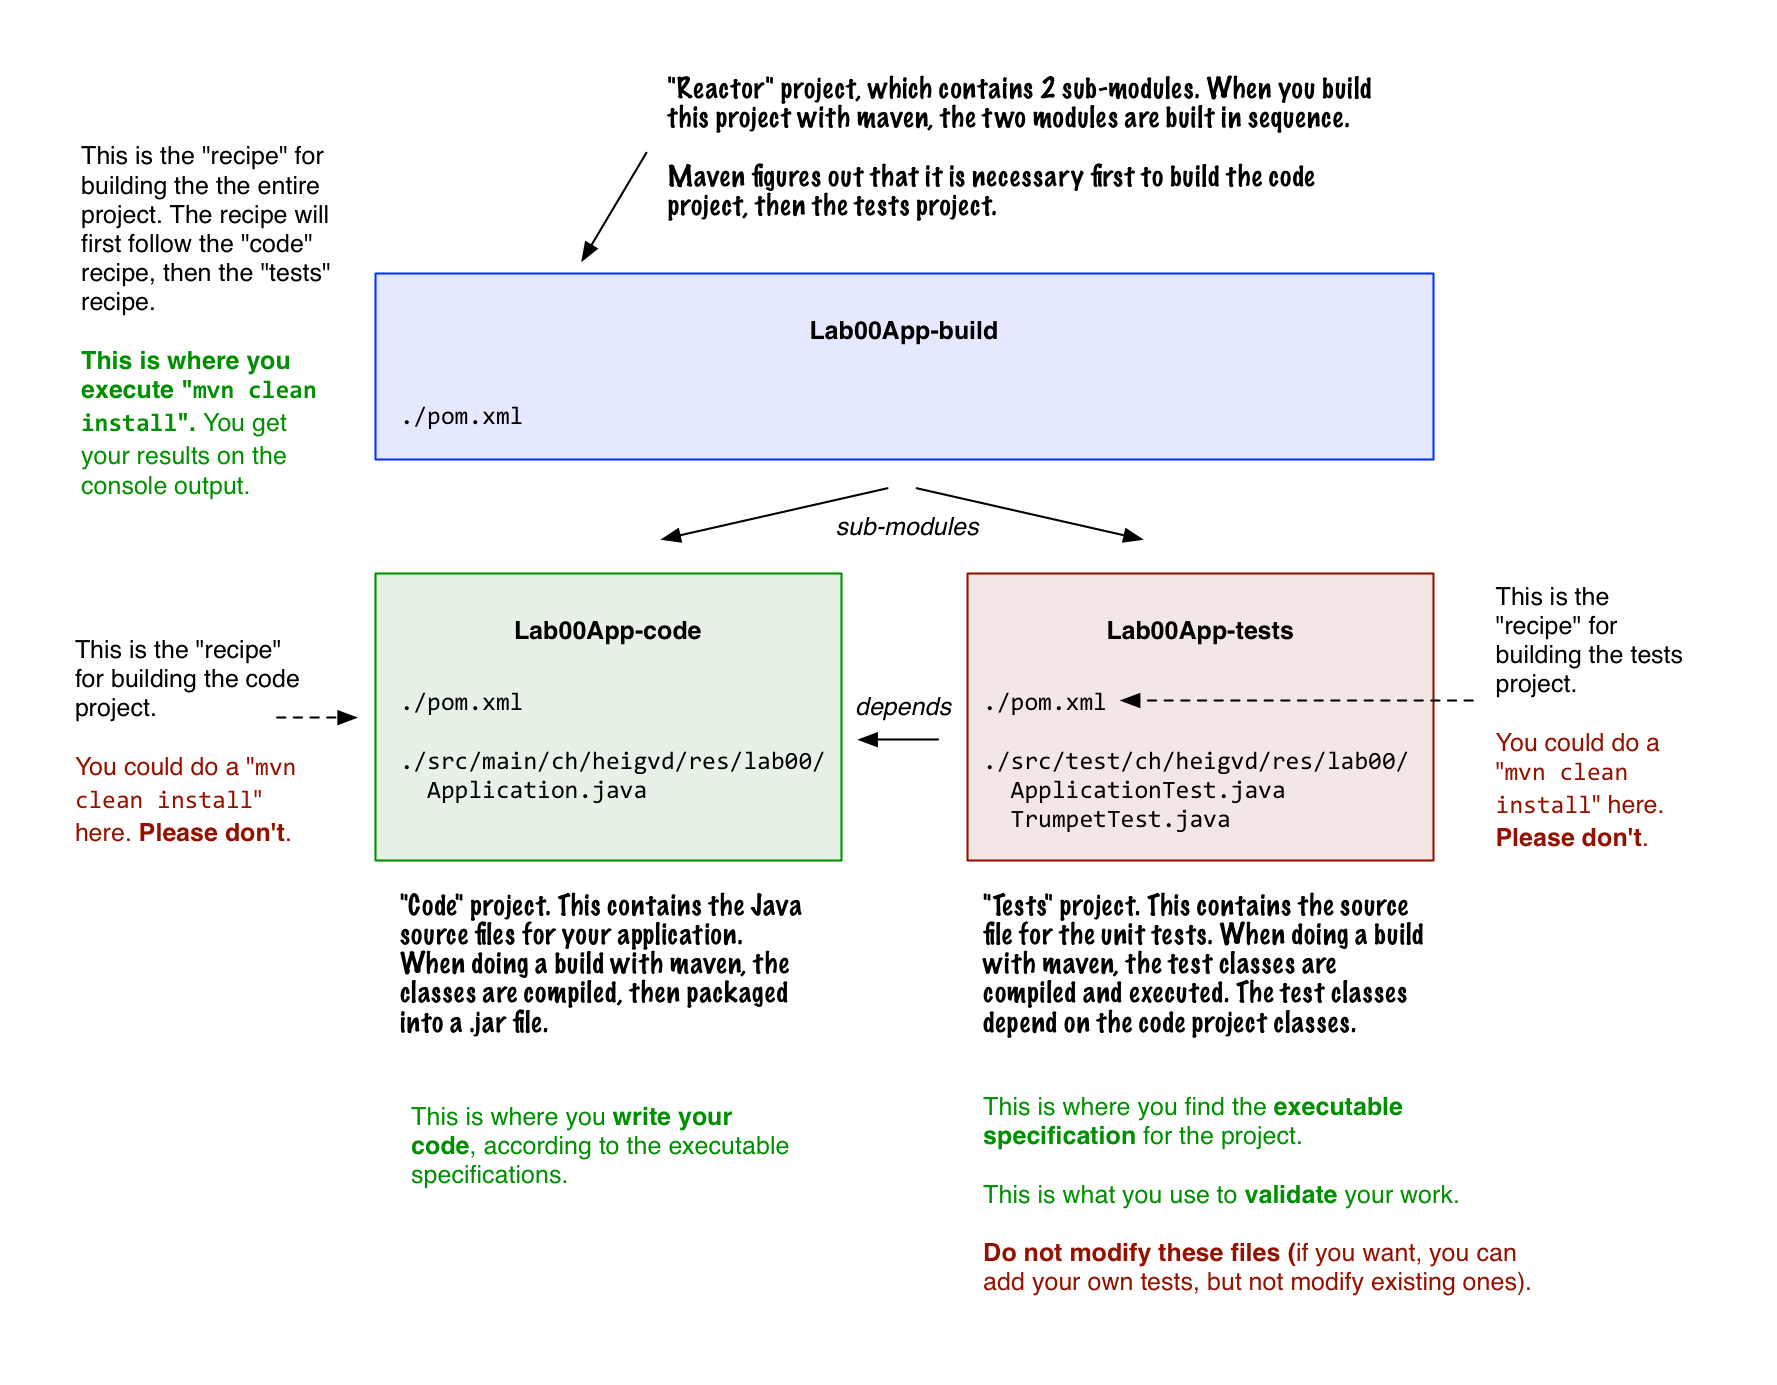 "Reactor" project, which contains 2 sub-modules. When you build
this project with maven, the two modules are built in sequence.
Maven figures out that it is necessary first to build the code
project, then the tests project.
This is the "recipe" for
building the the entire
project. The recipe will
first follow the "code"
recipe, then the "tests"
recipe.
This is where you
execute "mvn clean
install". You get
your results on the
console output.
Lab00App-build
./pom.xml
sub-modules
This is the "recipe"
for building the code
project.
You could do a "mvn
clean install"
here. Please don't.
Lab00App-code
./pom.xml
./src/main/ch/heigvd/res/lab00/
Application.java
depends
Lab00App-tests
./pom.xml
./src/test/ch/heigvd/res/lab00/
ApplicationTest.java
TrumpetTest.java
This is the
"recipe" for
building the tests
project.
You could do a
"mvn clean
install" here.
Please don't.
"Code" project. This contains the Java
source files for your application.
When doing a build with maven, the
classes are compiled, then packaged
into a .jar file.
This is where you write your
code, according to the executable
specifications.
"Tests" project. This contains the source
file for the unit tests. When doing a build
with maven, the test classes are
compiled and executed. The test classes
depend on the code project classes.
This is where you find the executable
specification for the project.
This is what you use to validate your work.
Do not modify these files (if you want, you can
add your own tests, but not modify existing ones).